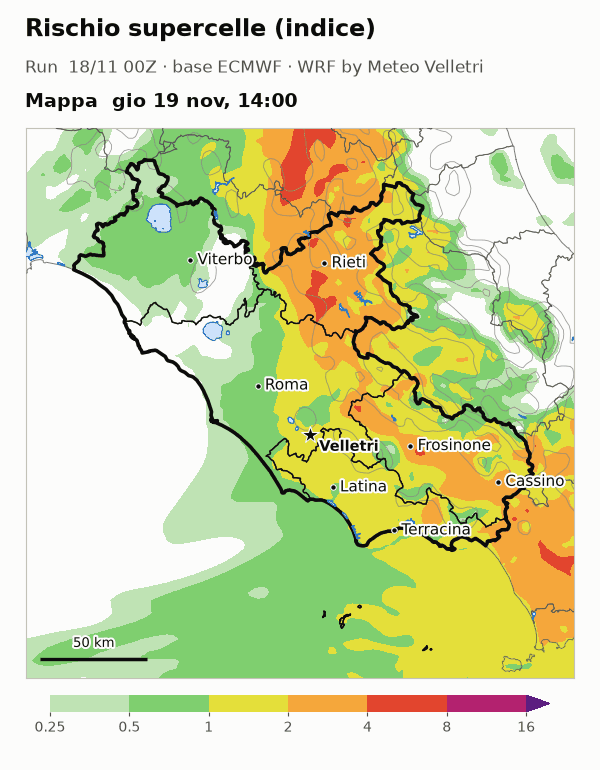 Rischio supercelle (indice)
Run  18/11 00Z · base ECMWF · WRF by Meteo Velletri
Mappa  gio 19 nov, 14:00
Viterbo
Rieti
Roma
Velletri
Frosinone
Cassino
Latina
Terracina
50 km
0.25 0.5 1 2 4 8 16